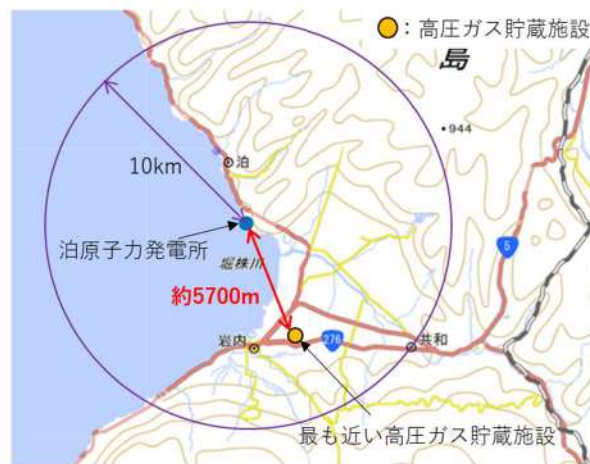 ：高圧ガス貯蔵施設
島
・944
泊
10km
泊原子力発電所
堀株川
5
約5700m
岩内
276
共和
最も近い高圧ガス貯蔵施設